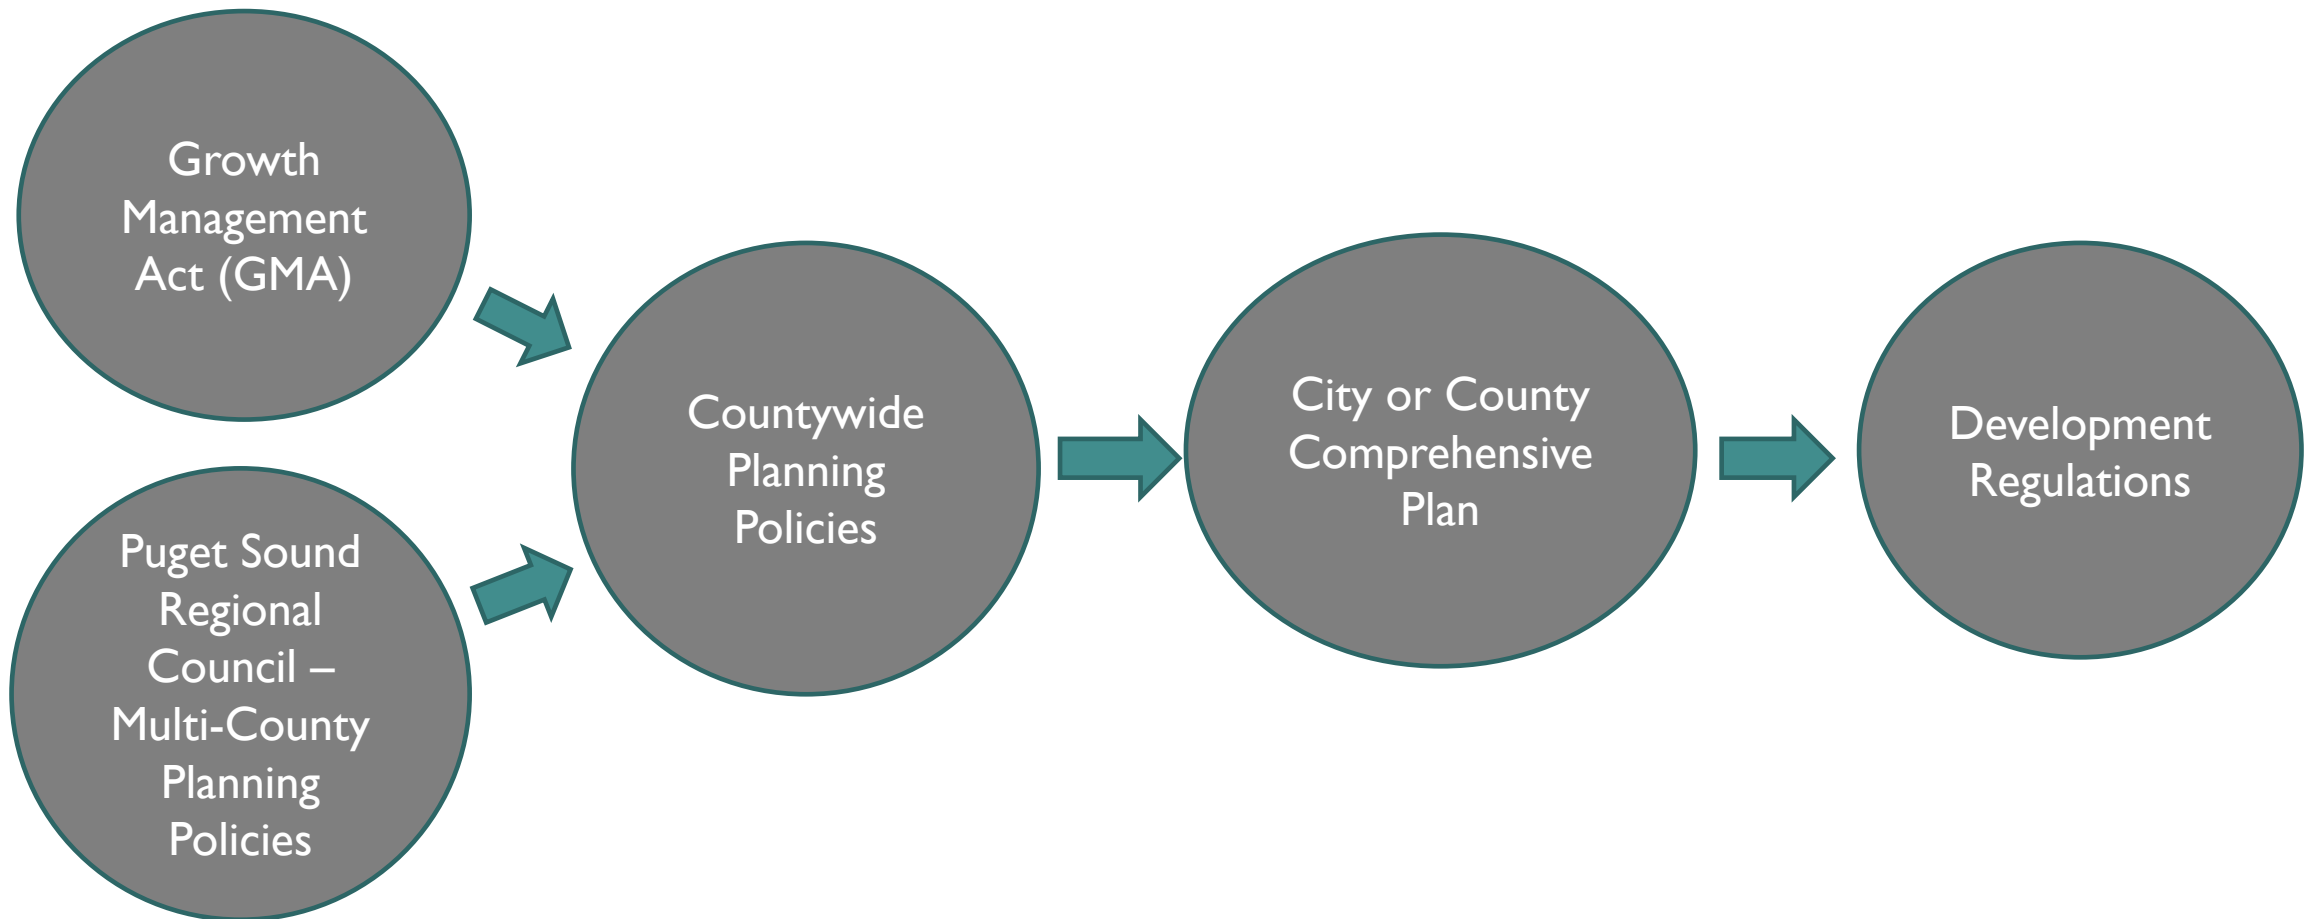 Growth
Management
Act (GMA)
Puget Sound
Regional
Council –
Multi-County
Planning
Policies
Countywide
Planning
Policies
City or County
Comprehensive
Plan
Development
Regulations